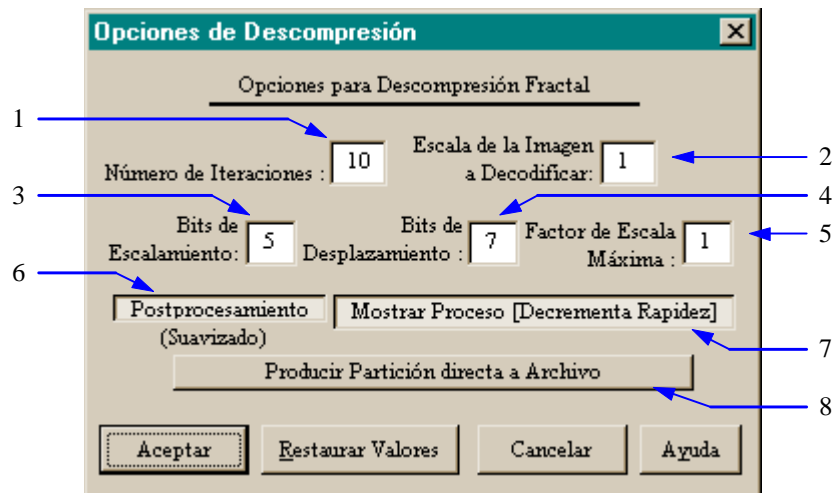 Opciones de Descompresión
Opciones para Descompresión Fractal
1
Número de Iteraciones :
10
Escala de la Imagen
a Decodificar:
1
2
3
Bits de
Escalamiento:
5
Bits de
Desplazamiento :
7
4
Factor de Escala
Máxima :
1
5
6
Postprocesamiento
(Suavizado)
Mostrar Proceso [Decrementa Rapidez]
7
Producir Partición directa a Archivo
8
Aceptar
Restaurar Valores
Cancelar
Ayuda